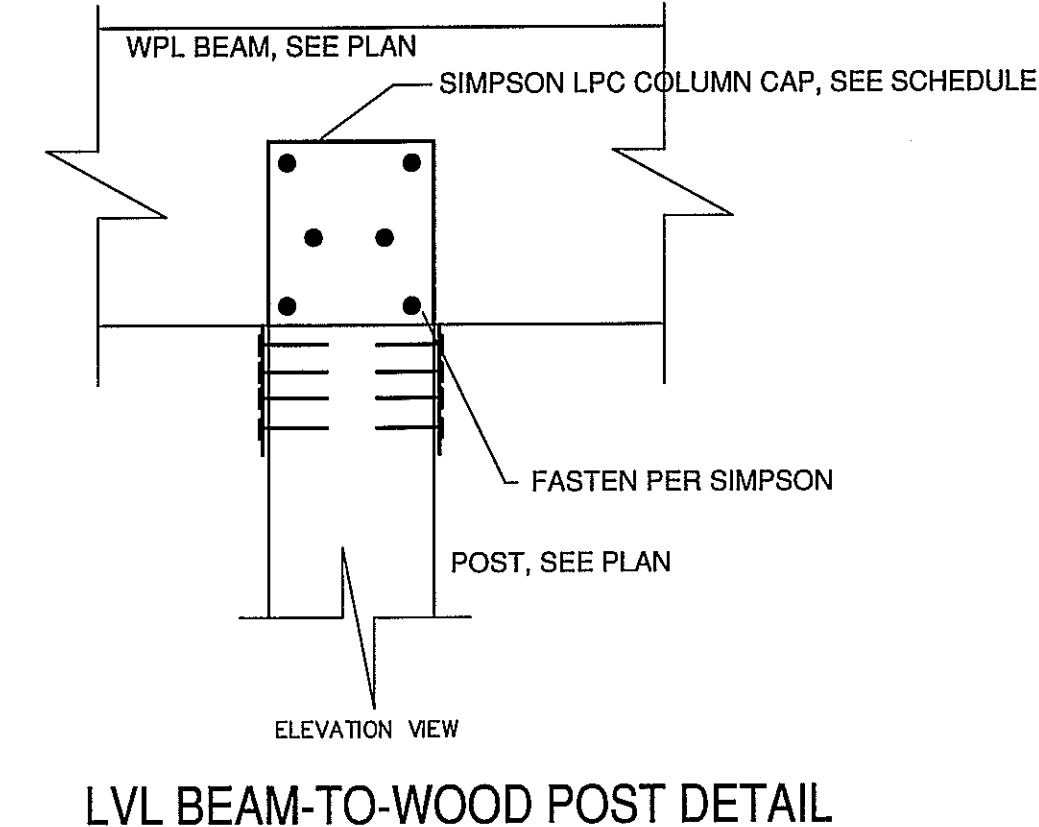 WPL BEAM, SEE PLAN
SIMPSON LPC COLUMN CAP, SEE SCHEDULE
FASTEN PER SIMPSON
POST, SEE PLAN
ELEVATION VIEW
LVL BEAM-TO-WOOD POST DETAIL